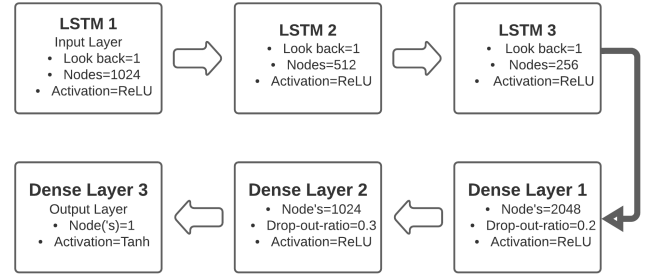 LSTM 1
Input Layer
• Look back=1
• Nodes=1024
• Activation=ReLU
LSTM 2
• Look back=1
• Nodes=512
• Activation=ReLU
LSTM 3
• Look back=1
• Nodes=256
• Activation=ReLU
Dense Layer 1
• Node's=2048
• Drop-out-ratio=0.2
• Activation=ReLU
Dense Layer 2
• Node's=1024
• Drop-out-ratio=0.3
• Activation=ReLU
Dense Layer 3
Output Layer
• Node('s)=1
• Activation=Tanh